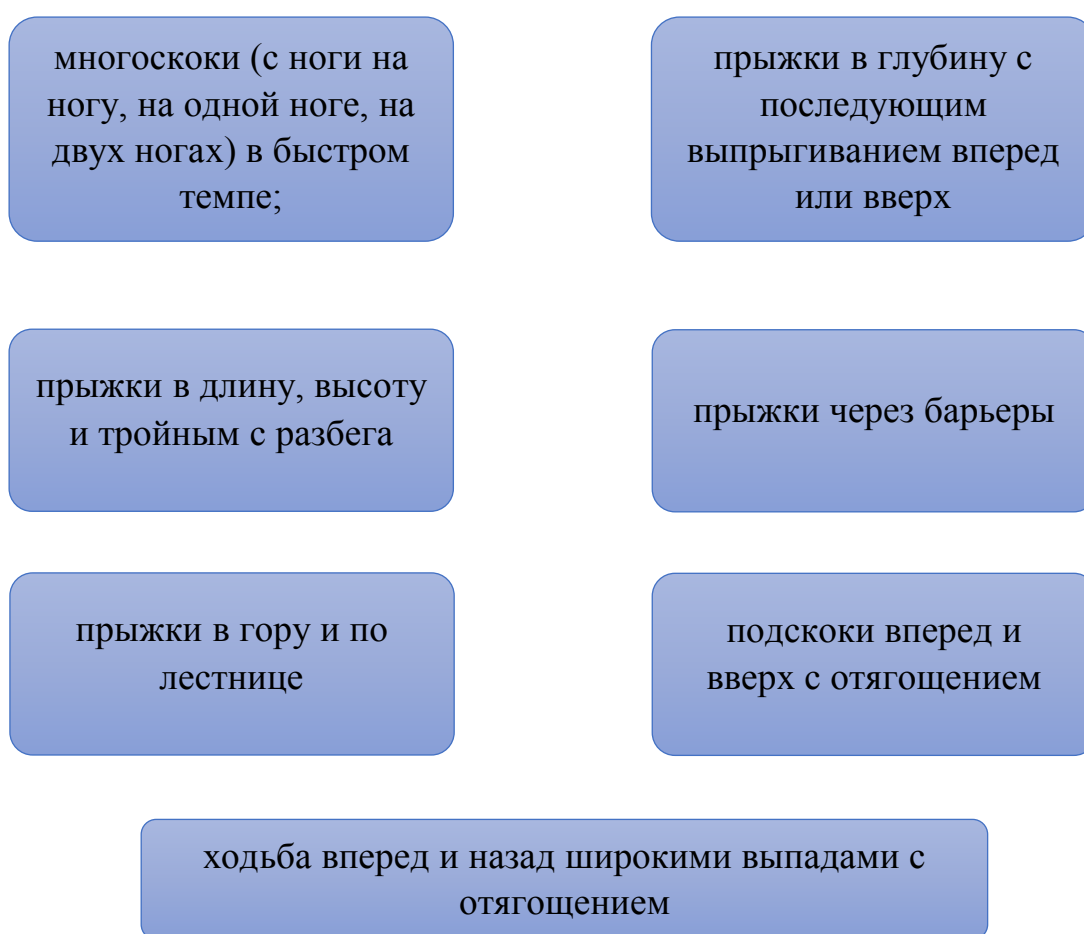 многоскоки (с ноги на
ногу, на одной ноге, на
двух ногах) в быстром
темпе;
прыжки в глубину с
последующим
выпрыгиванием вперед
или вверх
прыжки в длину, высоту
и тройным с разбега
прыжки через барьеры
прыжки в гору и по
лестнице
подскоки вперед и
вверх с отягощением
ходьба вперед и назад широкими выпадами с
отягощением